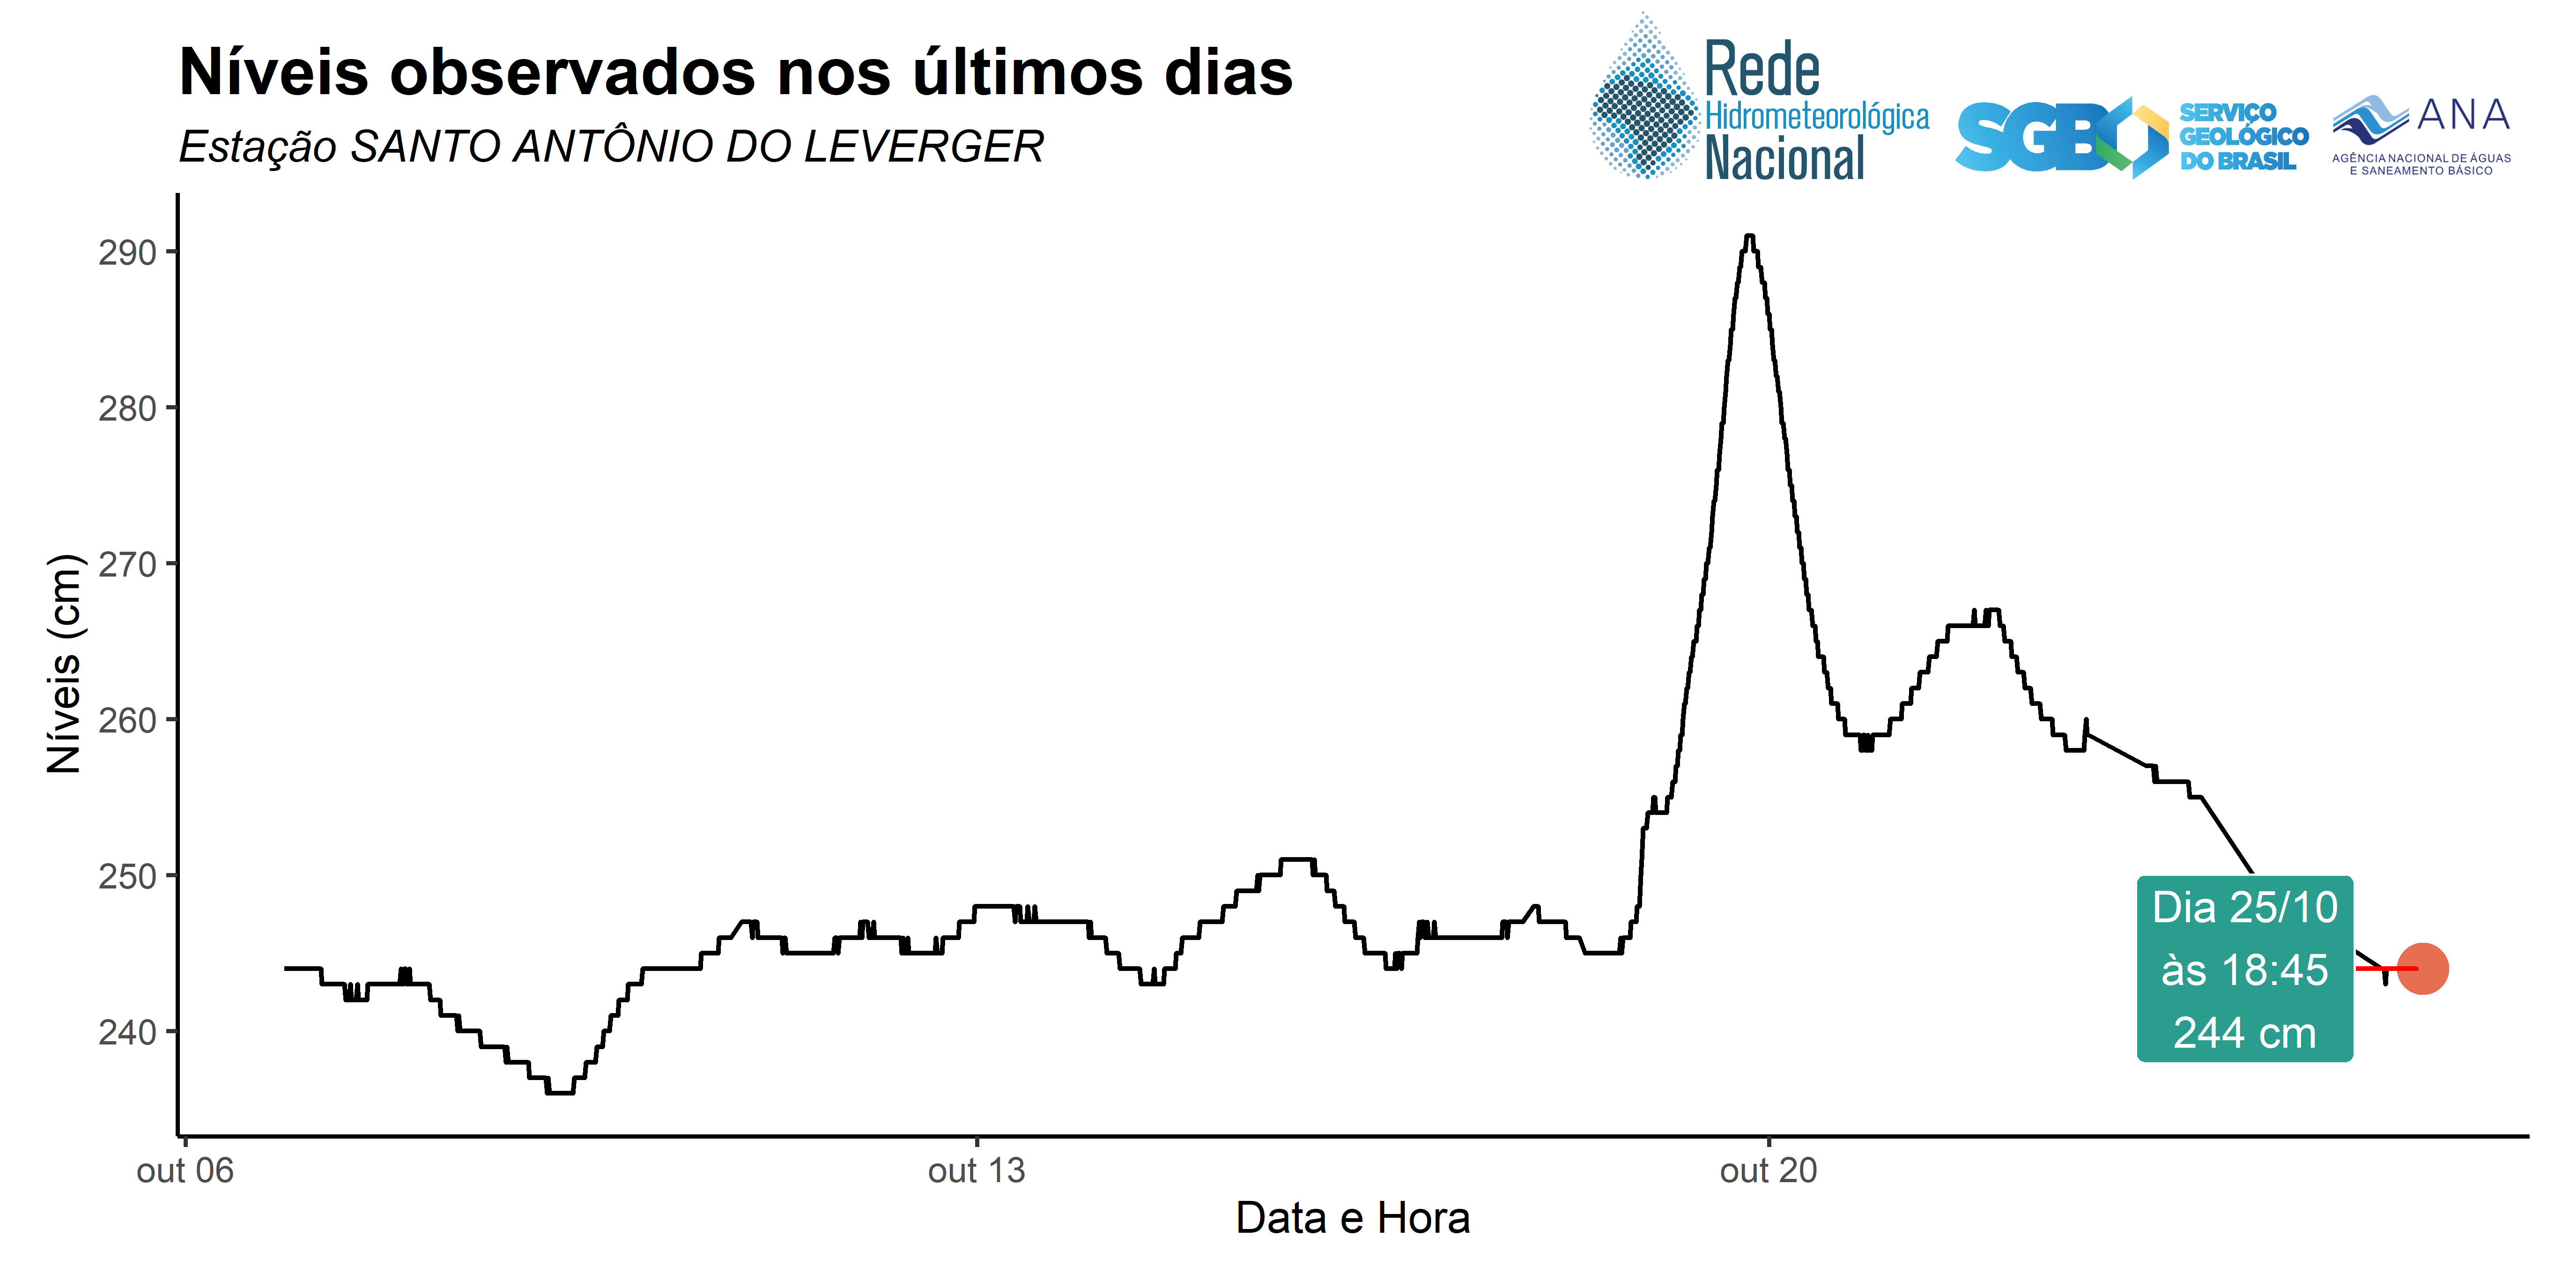 Níveis observados nos últimos dias
Estação SANTO ANTÔNIO DO LEVERGER
Rede
Hidrometeorológica
Nacional
SGB
SERVIÇO
GEOLÓGICO
DO BRASIL
ANA
AGÊNCIA NACIONAL DE ÁGUAS
E SANEAMENTO BÁSICO
Níveis (cm)
290
280
270
260
250
240
Dia 25/10
às 18:45
244 cm
out 06
out 13
out 20
Data e Hora